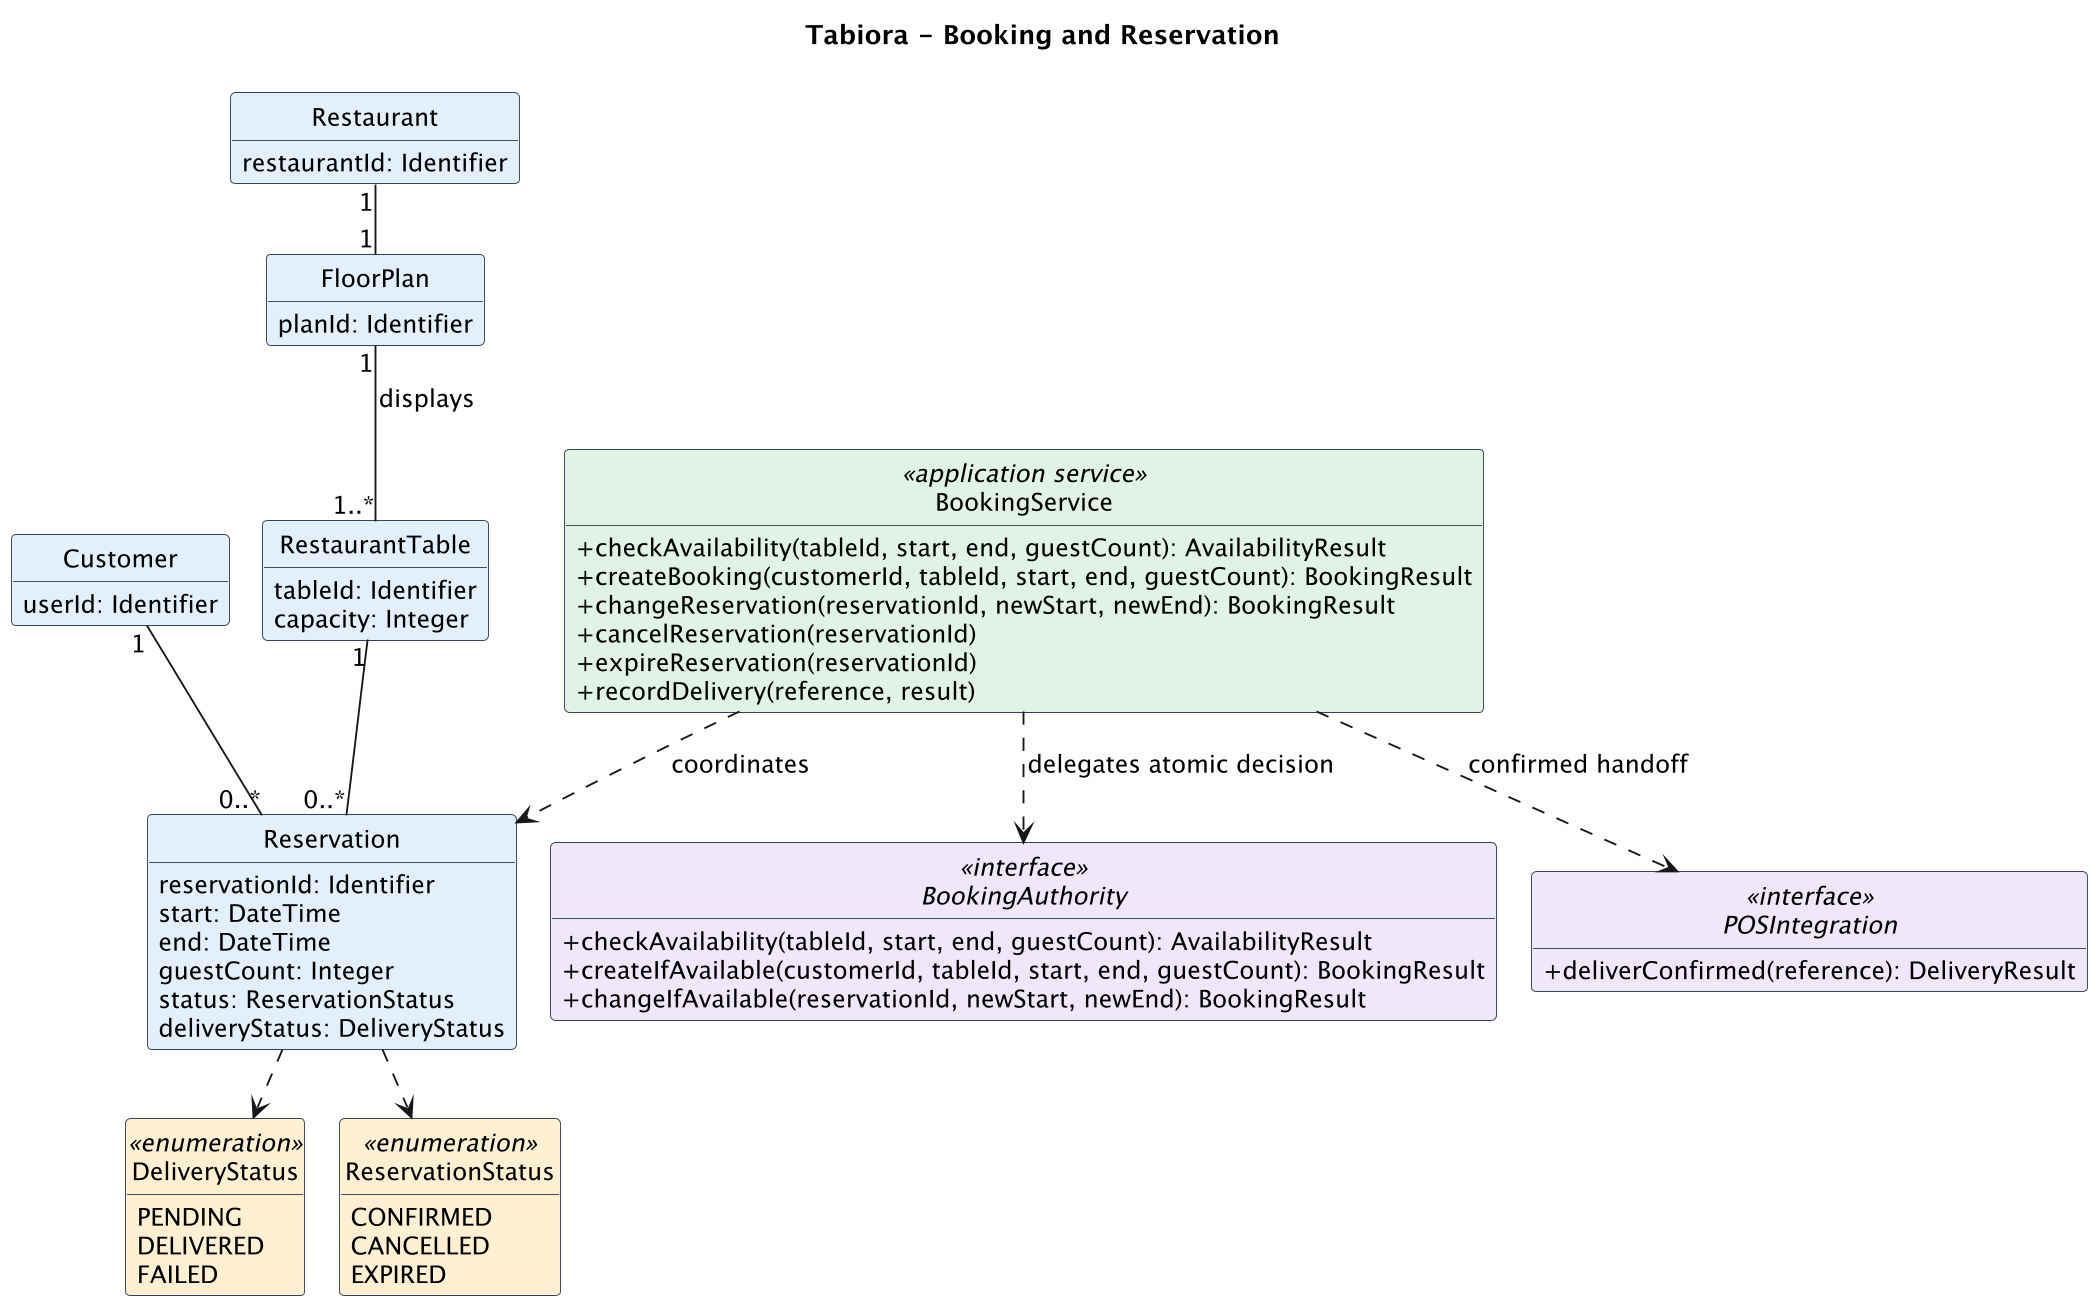 Tabiora – Booking and Reservation
Restaurant
restaurantId: Identifier
1
1
FloorPlan
planId: Identifier
1
displays
1..*
Customer
userId: Identifier
1
RestaurantTable
tableId: Identifier
capacity: Integer
1
«application service»
BookingService
+checkAvailability(tableId, start, end, guestCount): AvailabilityResult
+createBooking(customerId, tableId, start, end, guestCount): BookingResult
+changeReservation(reservationId, newStart, newEnd): BookingResult
+cancelReservation(reservationId)
+expireReservation(reservationId)
+recordDelivery(reference, result)
coordinates
delegates atomic decision
confirmed handoff
0..*
0..*
Reservation
reservationId: Identifier
start: DateTime
end: DateTime
guestCount: Integer
status: ReservationStatus
deliveryStatus: DeliveryStatus
«interface»
BookingAuthority
+checkAvailability(tableId, start, end, guestCount): AvailabilityResult
+createIfAvailable(customerId, tableId, start, end, guestCount): BookingResult
+changeIfAvailable(reservationId, newStart, newEnd): BookingResult
«interface»
POSIntegration
+deliverConfirmed(reference): DeliveryResult
«enumeration»
DeliveryStatus
PENDING
DELIVERED
FAILED
«enumeration»
ReservationStatus
CONFIRMED
CANCELLED
EXPIRED